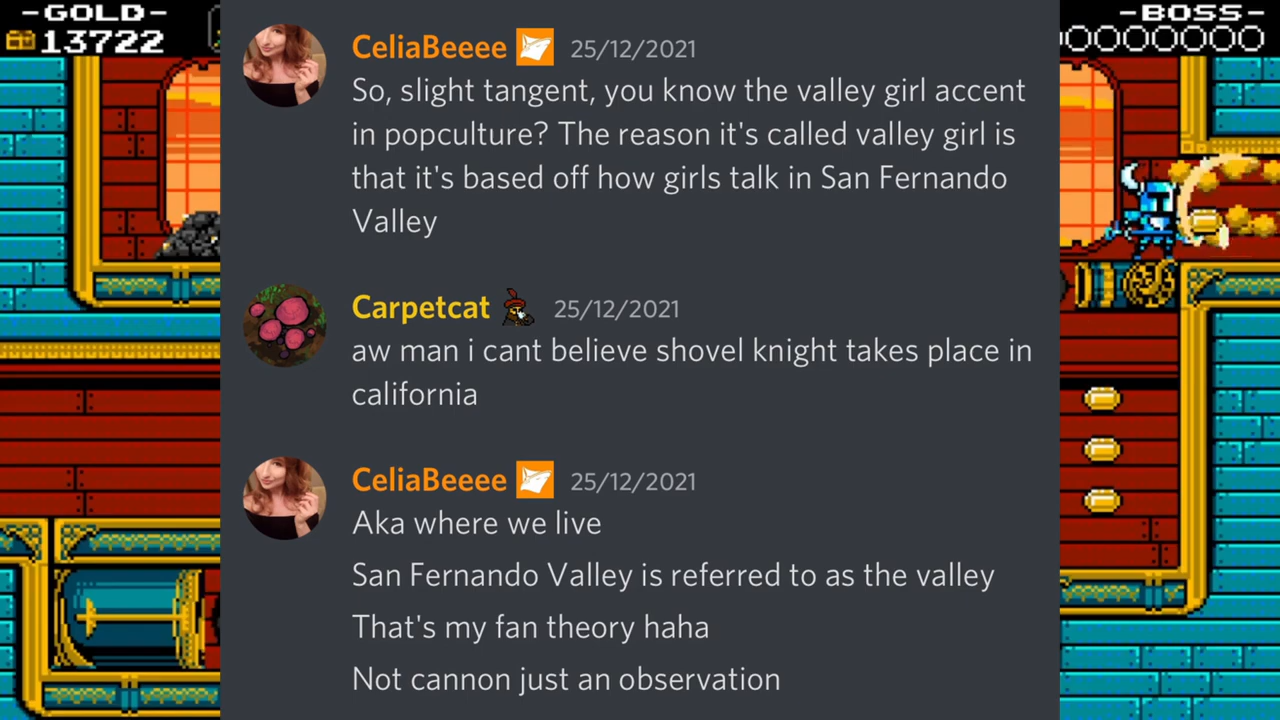 -GOLD-
13722
-BOSS-
CeliaBeeee 25/12/2021
So, slight tangent, you know the valley girl accent
in popculture? The reason it's called valley girl is
that it's based off how girls talk in San Fernando
Valley
Carpetcat 25/12/2021
aw man i cant believe shovel knight takes place in
california
CeliaBeeee 25/12/2021
Aka where we live
San Fernando Valley is referred to as the valley
That's my fan theory haha
Not cannon just an observation